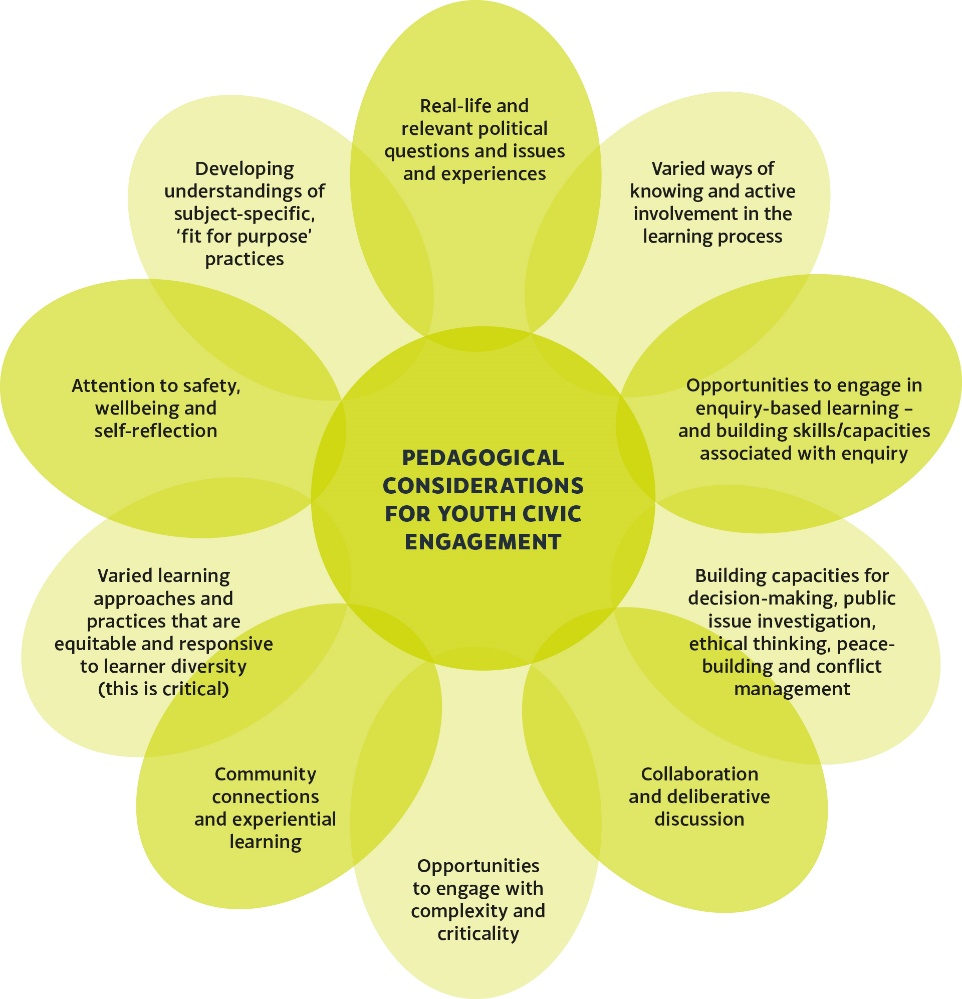 Real-life and
relevant political
questions and issues
and experiences
Varied ways of
knowing and active
involvement in the
learning process
Opportunities to engage in
enquiry-based learning –
and building skills/capacities
associated with enquiry
Building capacities for
decision-making, public
issue investigation,
ethical thinking, peace-
building and conflict
management
Collaboration
and deliberative
discussion
Opportunities
to engage with
complexity and
criticality
Community
connections
and experiential
learning
Varied learning
approaches and
practices that are
equitable and responsive
to learner diversity
(this is critical)
Attention to safety,
wellbeing and
self-reflection
Developing
understandings of
subject-specific,
‘fit for purpose’
practices
PEDAGOGICAL
CONSIDERATIONS
FOR YOUTH CIVIC
ENGAGEMENT